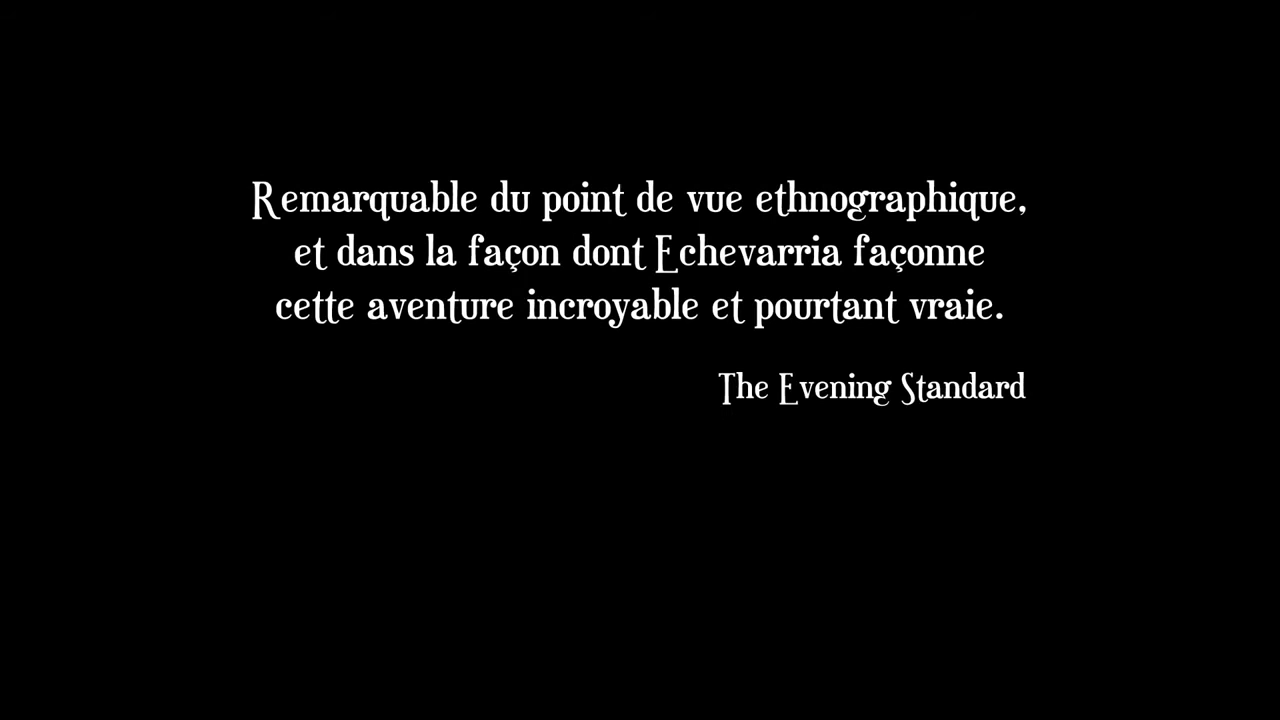 Remarquable du point de vue ethnographique,
et dans la façon dont Echevarria façonne
cette aventure incroyable et pourtant vraie.
The Evening Standard